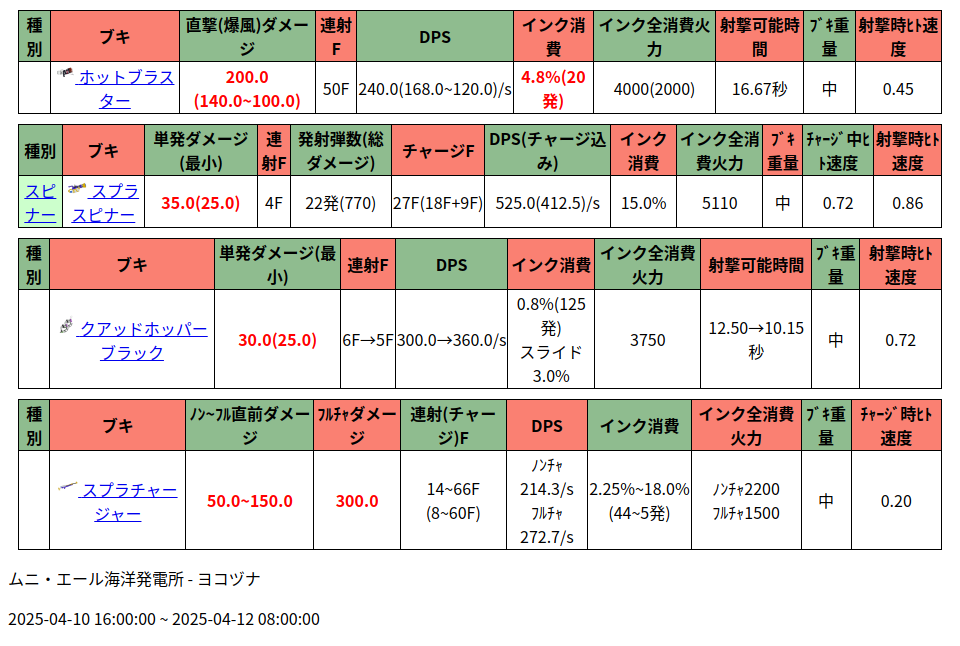 種別 ブキ 直撃(爆風)ダメージ 連射F DPS インク消費 インク全消費火力 射撃可能時間 ﾌﾞｷ重量 射撃時ﾋﾄ速度
ホットブラスター 200.0(140.0~100.0) 50F 240.0(168.0~120.0)/s 4.8%(20発) 4000(2000) 16.67秒 中 0.45
種別 ブキ 単発ダメージ(最小) 連射F 発射弾数(総ダメージ) チャージF DPS(チャージ込み) インク消費 インク全消費火力 ﾌﾞｷ重量 ﾁｬｰｼﾞ中ﾋﾄ速度 射撃時ﾋﾄ速度
スピナー スプラスピナー 35.0(25.0) 4F 22発(770) 27F(18F+9F) 525.0(412.5)/s 15.0% 5110 中 0.72 0.86
種別 ブキ 単発ダメージ(最小) 連射F DPS インク消費 インク全消費火力 射撃可能時間 ﾌﾞｷ重量 射撃時ﾋﾄ速度
クアッドホッパーブラック 30.0(25.0) 6F→5F 300.0→360.0/s 0.8%(125発) スライド3.0% 3750 12.50→10.15秒 中 0.72
種別 ブキ ﾉﾝ~ﾌﾙ直前ダメージ ﾌﾙﾁｬダメージ 連射(チャージ)F DPS インク消費 インク全消費火力 ﾌﾞｷ重量 ﾁｬｰｼﾞ時ﾋﾄ速度
スプラチャージャー 50.0~150.0 300.0 14~66F(8~60F) ﾉﾝﾁｬ214.3/s ﾌﾙﾁｬ272.7/s 2.25%~18.0%(44~5発) ﾉﾝﾁｬ2200 ﾌﾙﾁｬ1500 中 0.20
ムニ・エール海洋発電所 - ヨコヅナ
2025-04-10 16:00:00 ~ 2025-04-12 08:00:00